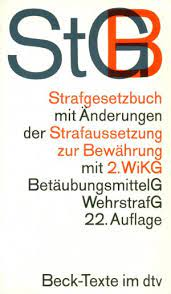 StGB
Strafgesetzbuch
mit Änderungen
der Strafaussetzung
zur Bewährung
mit 2.WiKG
BetäubungsmittelG
WehrstrafG
22. Auflage
Beck-Texte im dtv